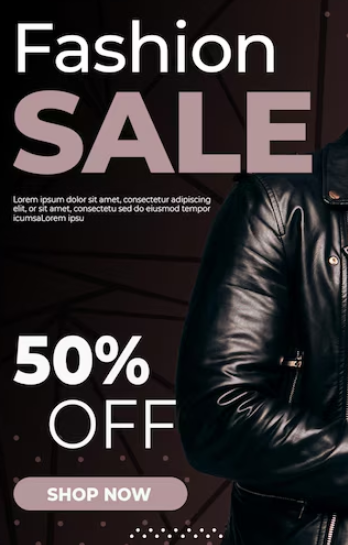 Fashion
SALE
Lorem ipsum dolor sit amet, consectetur adipiscing
elit, or sit amet, consectetu sed do eiusmod tempor
icumsaLorem ipsu
50%
OFF
SHOP NOW